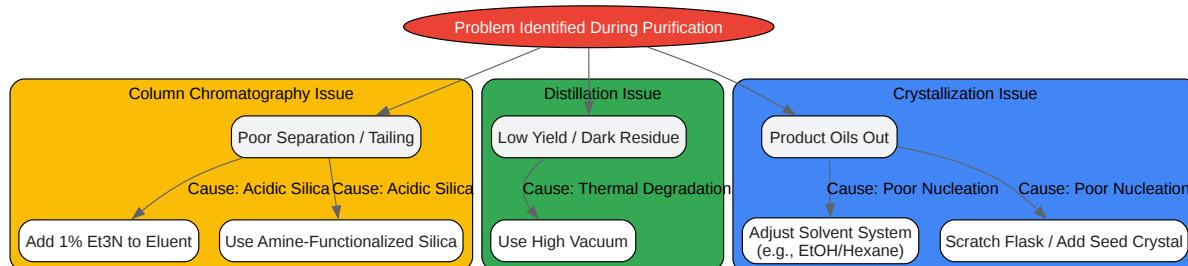 Problem Identified During Purification
Column Chromatography Issue
Distillation Issue
Crystallization Issue
Poor Separation / Tailing
Low Yield / Dark Residue
Product Oils Out
Cause: Acidic Silica
Cause: Acidic Silica
Cause: Thermal Degradation
Cause: Poor Nucleation
Cause: Poor Nucleation
Add 1% Et3N to Eluent
Use Amine-Functionalized Silica
Use High Vacuum
Adjust Solvent System
(e.g., EtOH/Hexane)
Scratch Flask / Add Seed Crystal